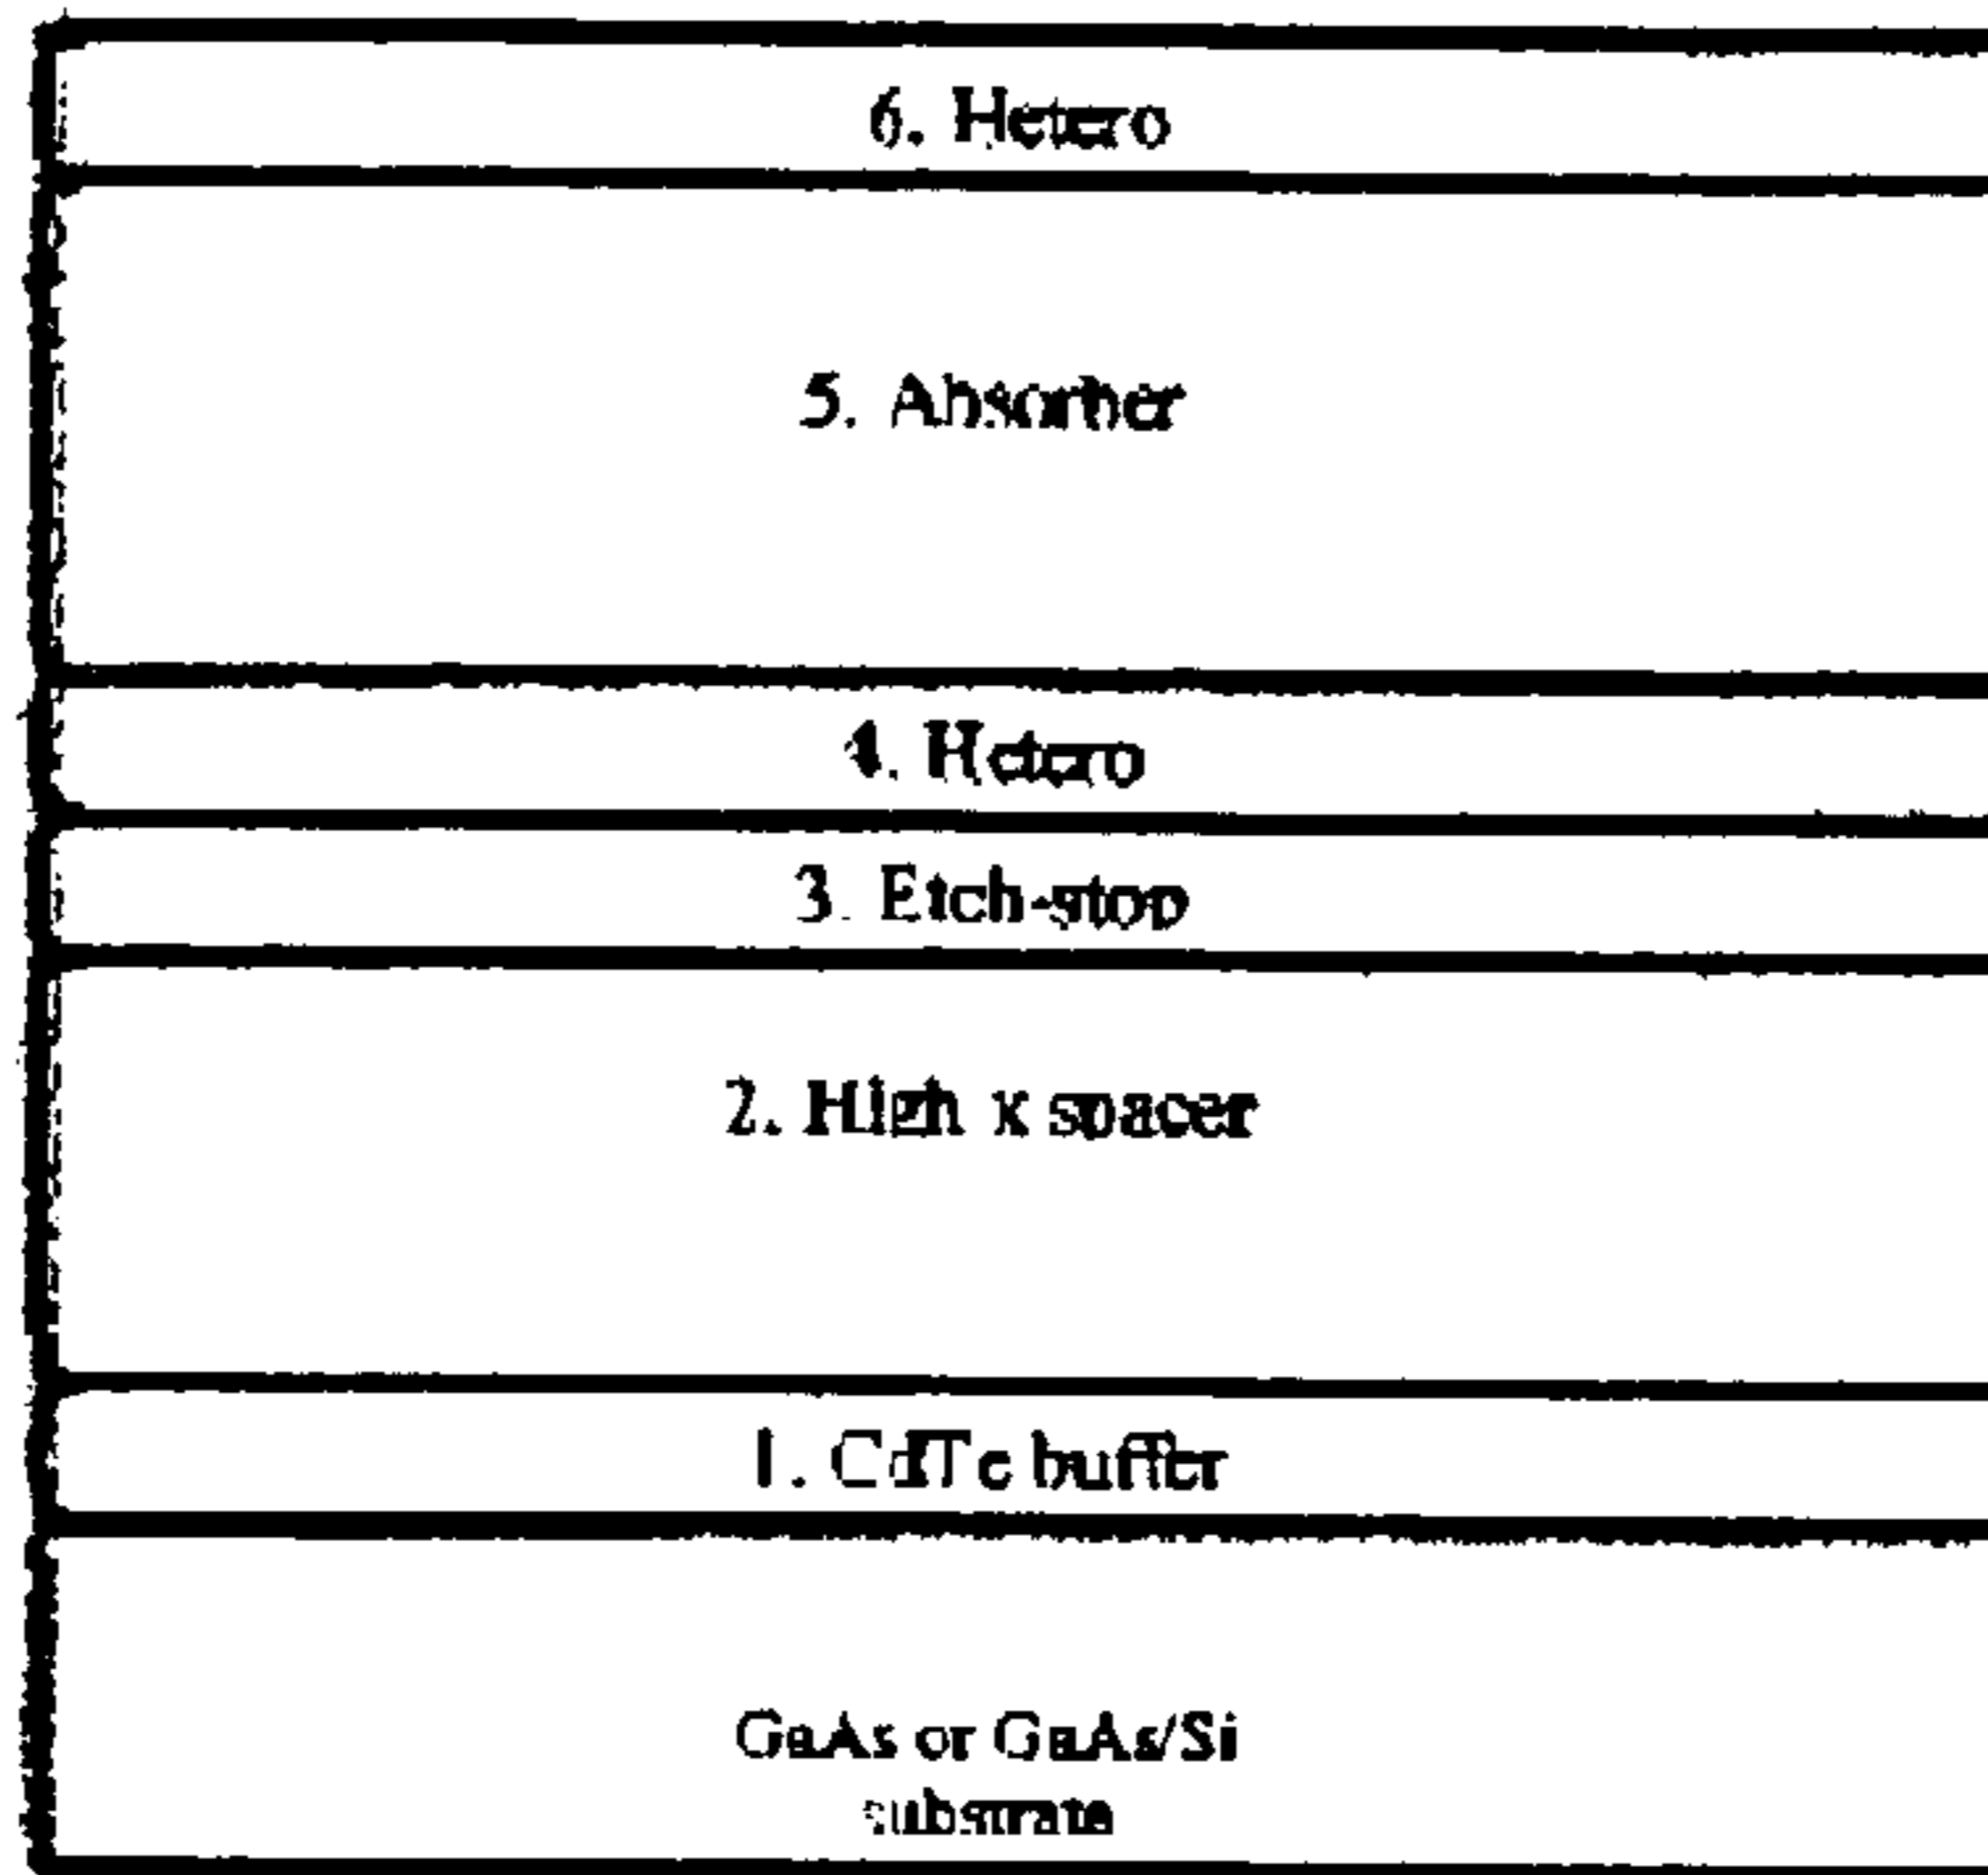 6. Hetero
5. Absorber
4. Hetero
3. Etch-stop
2. High x spacer
1. CdTe buffer
GaAs or GaAs/Si
substrate